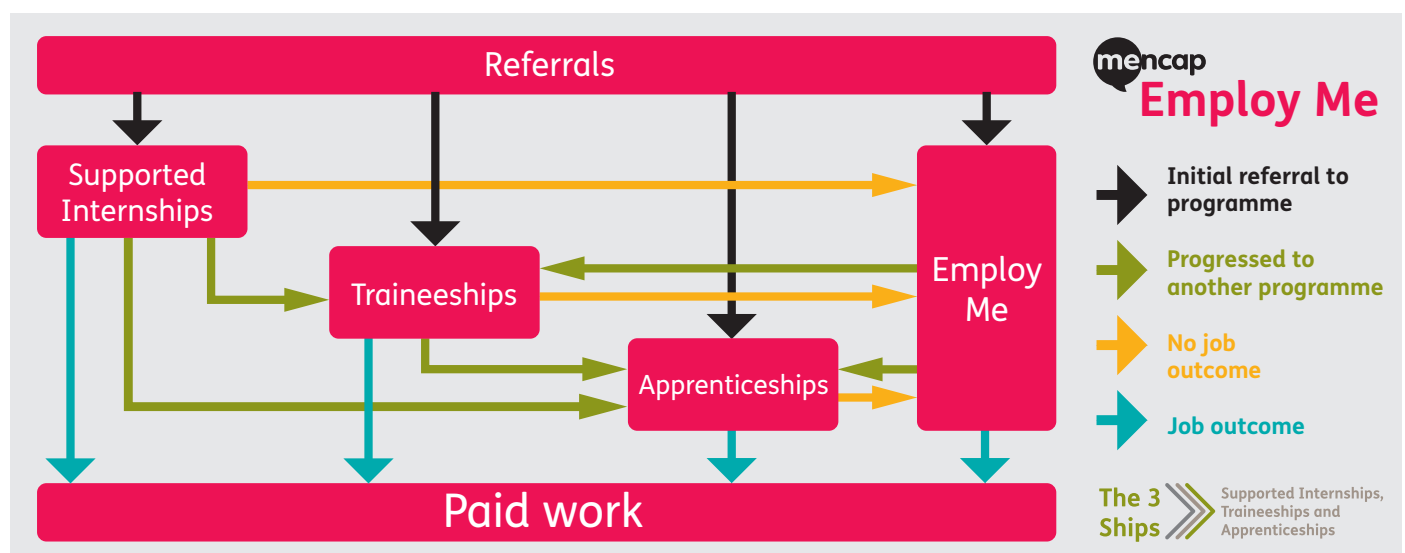 Referrals
mencap
Employ Me
Supported
Internships
Initial referral to
programme
Progressed to
another programme
Employ
Me
Traineeships
No job
outcome
Apprenticeships
Job outcome
Paid work
The 3
Ships
Supported Internships,
Traineeships and
Apprenticeships